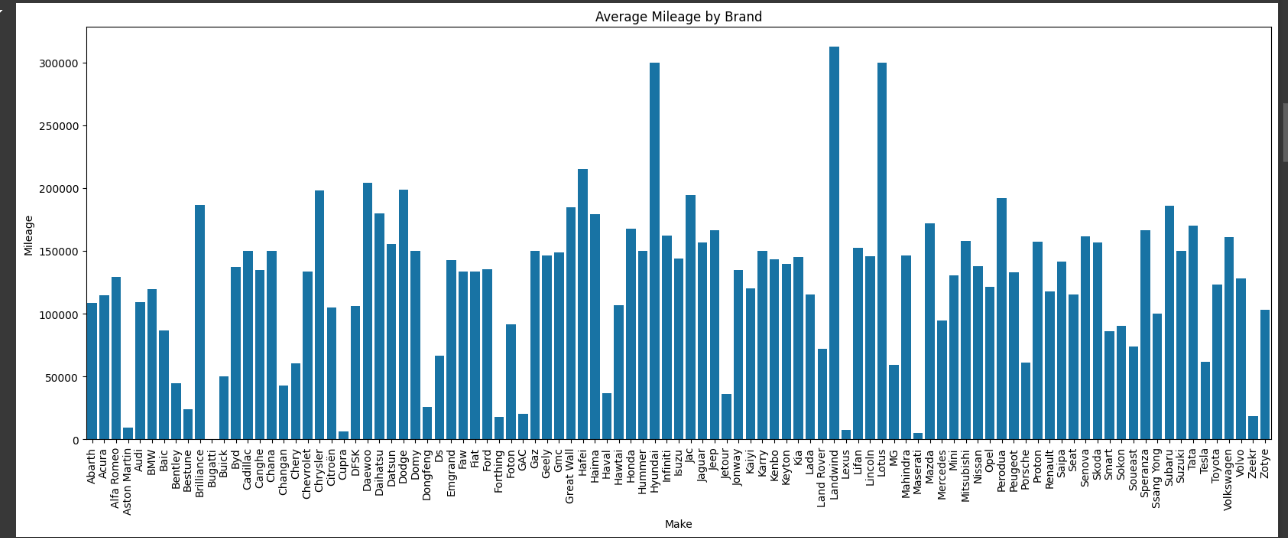 Average Mileage by Brand
300000
250000
200000
150000
100000
50000
0
Mileage
Abarth
Acura
Alfa Romeo
Aston Martin
Audi
BMW
Baic
Bentley
Bestune
Brilliance
Bugatti
Buick
Byd
Cadillac
Canghe
Chana
Changan
Chery
Chevrolet
Chrysler
Citroën
Cupra
DFSK
Daewoo
Daihatsu
Datsun
Dodge
Domy
Dongfeng
Ds
Emgrand
Faw
Fiat
Ford
Forthing
Foton
GAC
Gaz
Geely
Gmc
Great Wall
Hafei
Haima
Haval
Hawtai
Honda
Hummer
Hyundai
Infiniti
Isuzu
Jac
Jaguar
Jeep
Jetour
Jonway
Kaiyi
Karry
Kenbo
Keyton
Kia
Lada
Land Rover
Landwind
Lexus
Lifan
Lincoln
Lotus
MG
Mahindra
Maserati
Mazda
Mercedes
Mini
Mitsubishi
Nissan
Opel
Perodua
Peugeot
Porsche
Proton
Renault
Saipa
Seat
Senova
Skoda
Smart
Sokon
Soueast
Speranza
Ssang Yong
Subaru
Suzuki
Tata
Tesla
Toyota
Volkswagen
Volvo
Zeekr
Zotye
Make